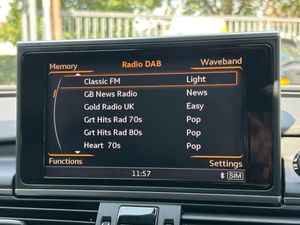 Memory Radio DAB Waveband
Classic FM Light
GB News Radio News
Gold Radio UK Easy
Grt Hits Rad 70s Pop
Grt Hits Rad 80s Pop
Heart 70s Pop
Functions Settings
11:57 SIM